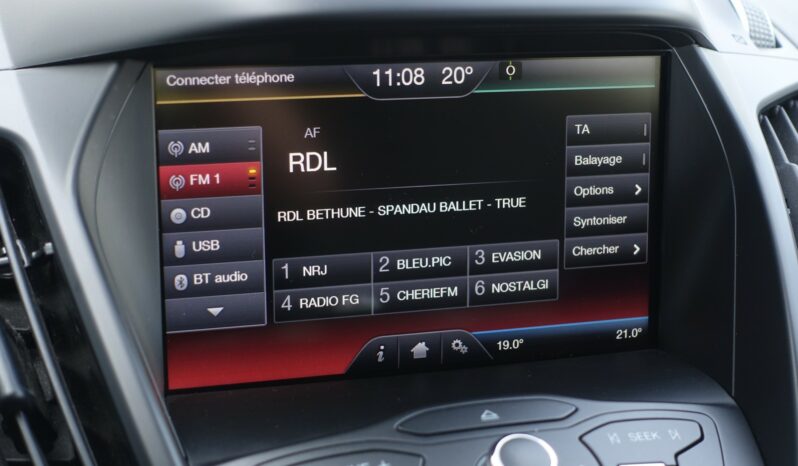 Connecter téléphone
11:08 20° O
AM
FM 1
CD
USB
BT audio
AF
RDL
RDL BETHUNE - SPANDAU BALLET - TRUE
1 NRJ
2 BLEU.PIC
3 EVASION
4 RADIO FG
5 CHERIEFM
6 NOSTALGI
TA
Balayage
Options
Syntoniser
Chercher
i
19.0°
21.0°
SEEK